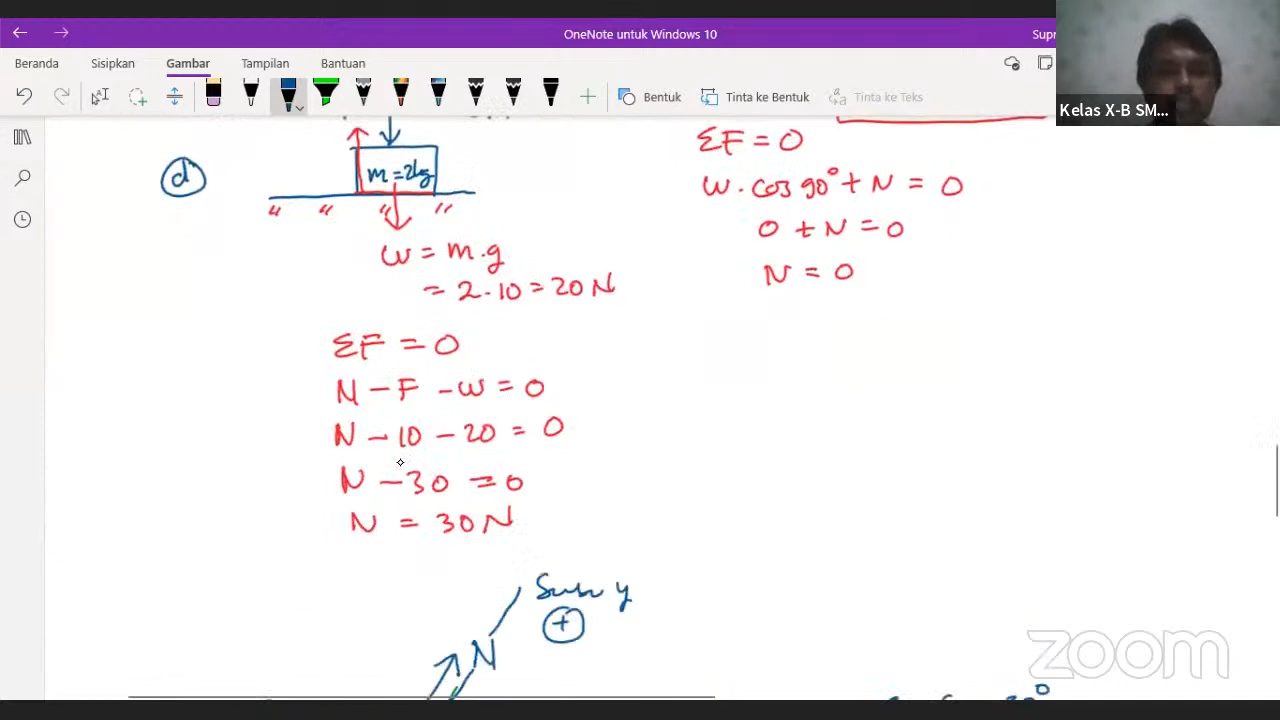 OneNote untuk Windows 10
Supr
Beranda Sisipkan Gambar Tampilan Bantuan
Bentuk Tinta ke Bentuk Tinta ke Teks
Kelas X-B SM...
d
m = 2kg
w = m.g
= 2.10 = 20 N
ΣF = 0
N - F - w = 0
N - 10 - 20 = 0
N - 30 = 0
N = 30 N
ΣF = 0
w. cos 90° + N = 0
0 + N = 0
N = 0
Sub y
+
N
zoom